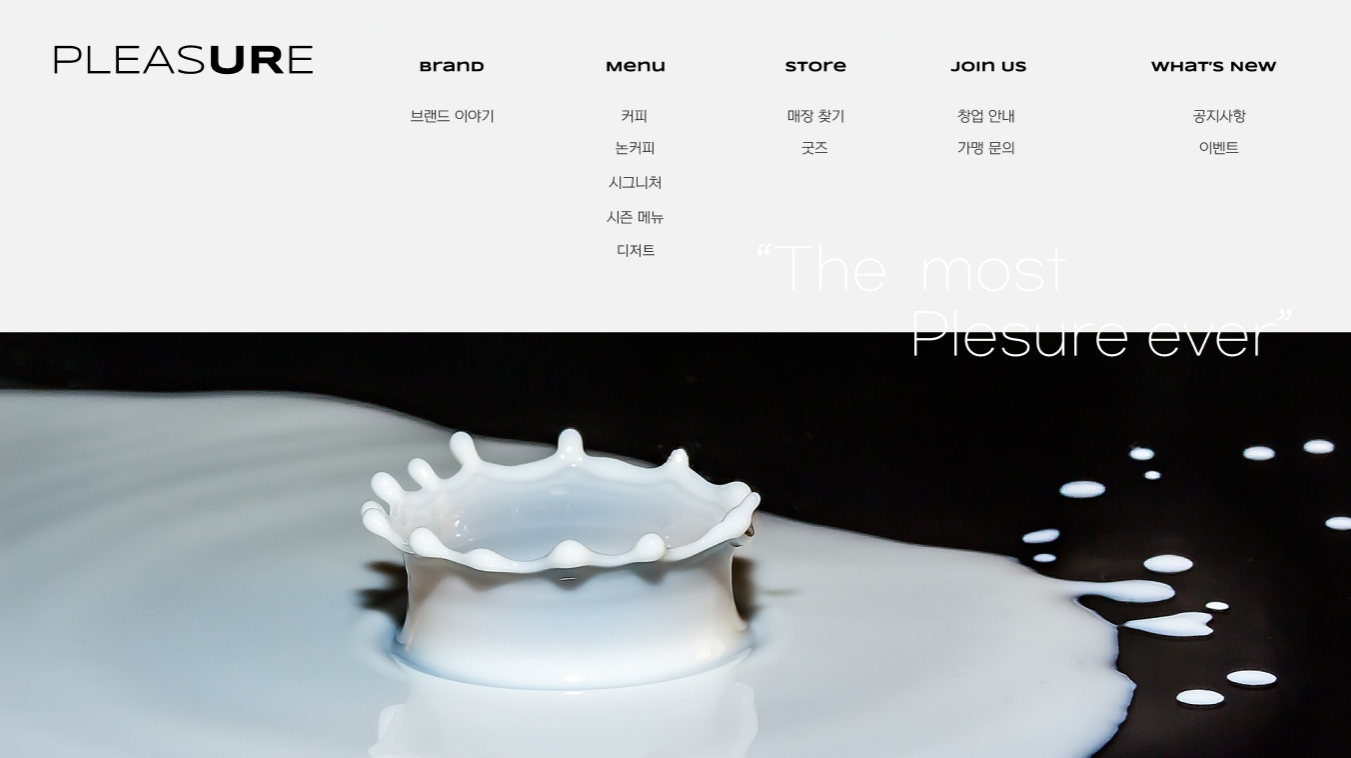 PLEASURE
Brand
Menu
Store
Join us
What's New
브랜드 이야기
커피
매장 찾기
창업 안내
공지사항
논커피
굿즈
가맹 문의
이벤트
시그니처
시즌 메뉴
디저트
“The most
Plesure ever”